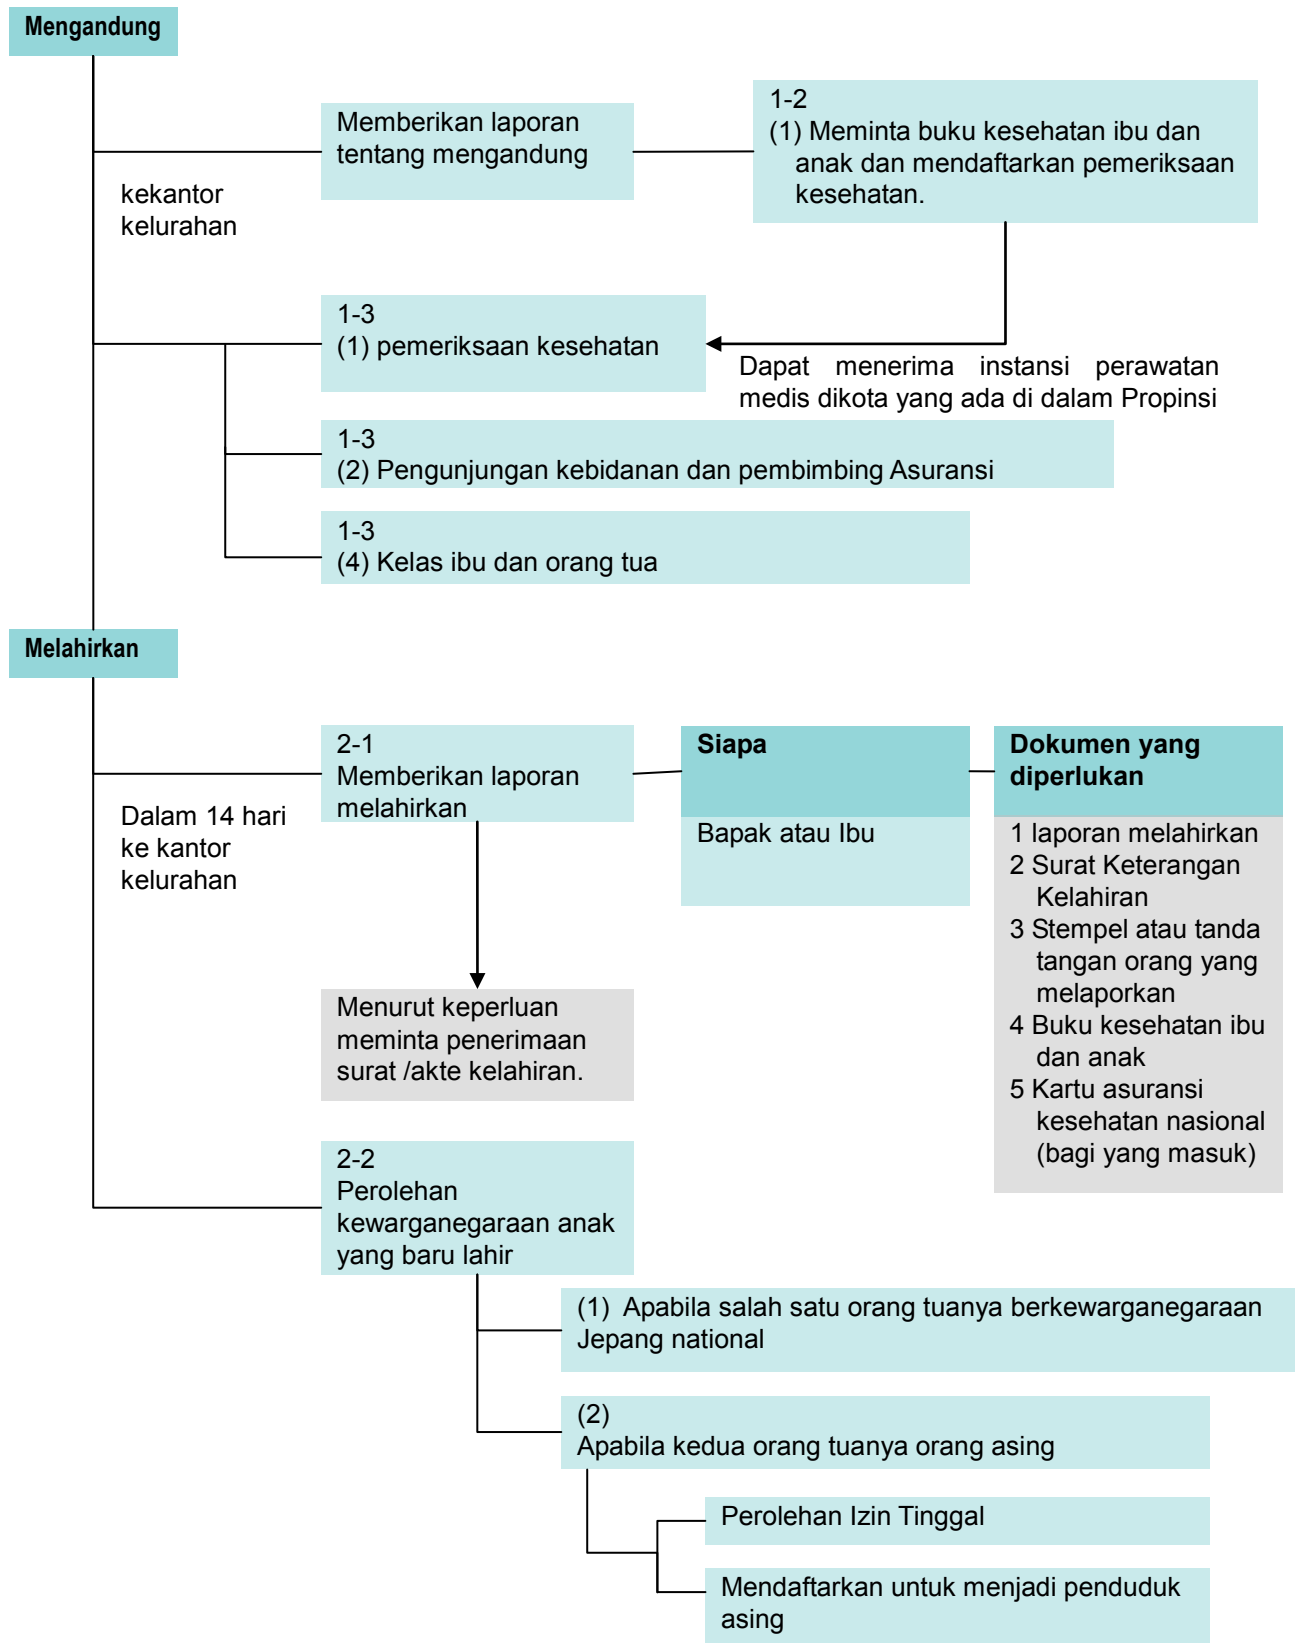 Mengandung
Memberikan laporan
tentang mengandung
1-2
(1) Meminta buku kesehatan ibu dan
anak dan mendaftarkan pemeriksaan
kesehatan.
kekantor
kelurahan
1-3
(1) pemeriksaan kesehatan
Dapat menerima instansi perawatan
medis dikota yang ada di dalam Propinsi
1-3
(2) Pengunjungan kebidanan dan pembimbing Asuransi
1-3
(4) Kelas ibu dan orang tua
Melahirkan
2-1
Memberikan laporan
melahirkan
Siapa
Bapak atau Ibu
Dokumen yang
diperlukan
1 laporan melahirkan
2 Surat Keterangan
Kelahiran
3 Stempel atau tanda
tangan orang yang
melaporkan
4 Buku kesehatan ibu
dan anak
5 Kartu asuransi
kesehatan nasional
(bagi yang masuk)
Dalam 14 hari
ke kantor
kelurahan
Menurut keperluan
meminta penerimaan
surat /akte kelahiran.
2-2
Perolehan
kewarganegaraan anak
yang baru lahir
(1) Apabila salah satu orang tuanya berkewarganegaraan
Jepang national
(2)
Apabila kedua orang tuanya orang asing
Perolehan Izin Tinggal
Mendaftarkan untuk menjadi penduduk
asing